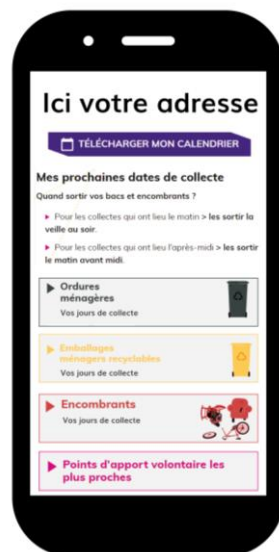 Ici votre adresse
TÉLÉCHARGER MON CALENDRIER
Mes prochaines dates de collecte
Quand sortir vos bacs et encombrants ?
▶ Pour les collectes qui ont lieu le matin > les sortir la
veille au soir.
▶ Pour les collectes qui ont lieu l'après-midi > les sortir
le matin avant midi.
▶ Ordures
ménagères
Vos jours de collecte
▶ Emballages
ménagers recyclables
Vos jours de collecte
▶ Encombrants
Vos jours de collecte
▶ Points d'apport volontaire les
plus proches